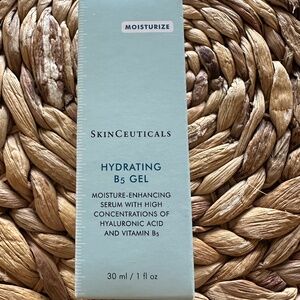 MOISTURIZE
SKINCEUTICALS
HYDRATING
B5 GEL
MOISTURE-ENHANCING
SERUM WITH HIGH
CONCENTRATIONS OF
HYALURONIC ACID
AND VITAMIN B5
30 ml / 1 fl oz